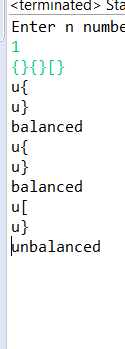 <terminated> Sta
Enter n numbe
1
{}{}[}
u{
u}
balanced
u{
u}
balanced
u[
u}
unbalanced